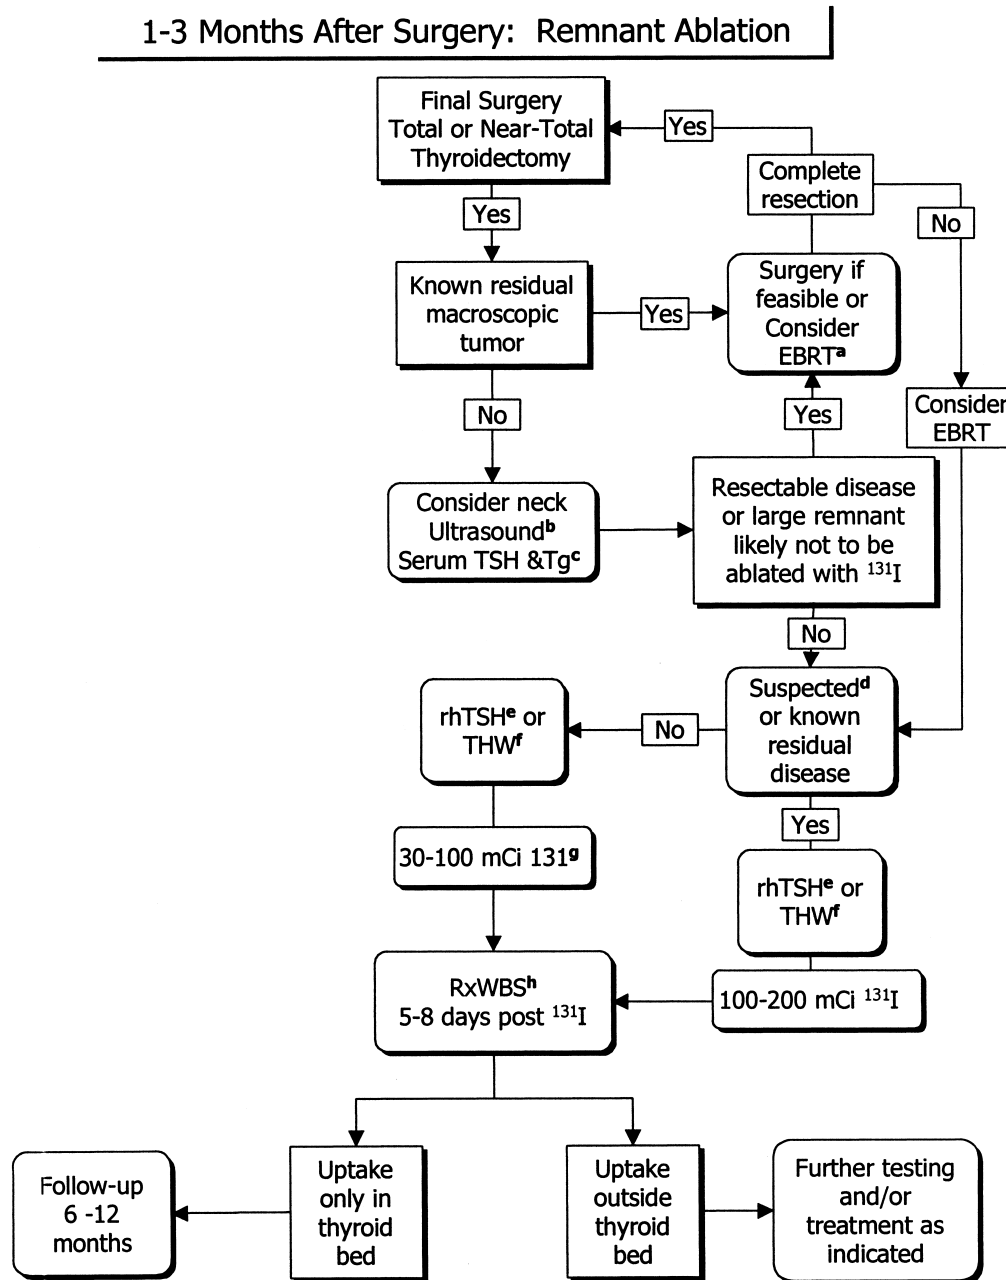 1-3 Months After Surgery: Remnant Ablation
Final Surgery
Total or Near-Total
Thyroidectomy
Yes
Complete
resection
Yes
No
Known residual
macroscopic
tumor
Yes
Surgery if
feasible or
Consider
EBRTᵃ
No
Yes
Consider
EBRT
Consider neck
Ultrasoundᵇ
Serum TSH &Tgᶜ
Resectable disease
or large remnant
likely not to be
ablated with ¹³¹I
No
rhTSHᵉ or
THWᶠ
No
Suspectedᵈ
or known
residual
disease
Yes
30-100 mCi 131ᵍ
rhTSHᵉ or
THWᶠ
RxWBSʰ
5-8 days post ¹³¹I
100-200 mCi ¹³¹I
Follow-up
6 -12
months
Uptake
only in
thyroid
bed
Uptake
outside
thyroid
bed
Further testing
and/or
treatment as
indicated